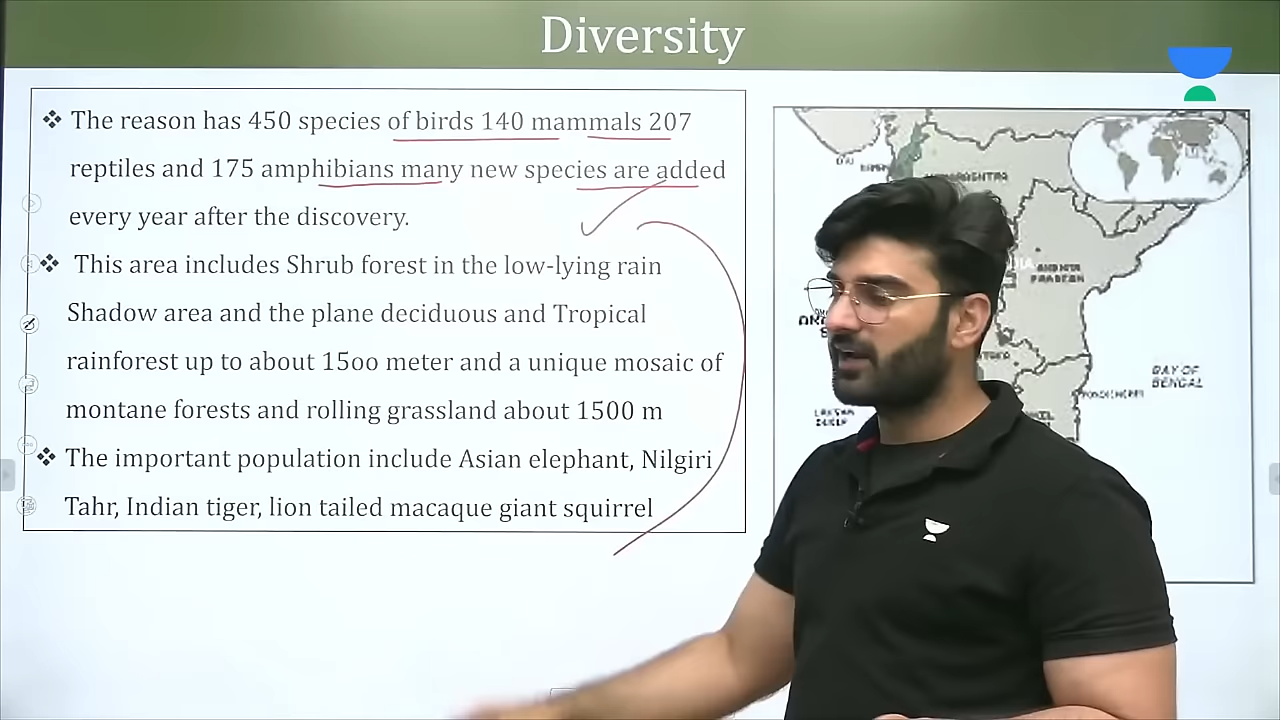 Diversity
❖ The reason has 450 species of birds 140 mammals 207
reptiles and 175 amphibians many new species are added
every year after the discovery.
❖ This area includes Shrub forest in the low-lying rain
Shadow area and the plane deciduous and Tropical
rainforest up to about 15oo meter and a unique mosaic of
montane forests and rolling grassland about 1500 m
❖ The important population include Asian elephant, Nilgiri
Tahr, Indian tiger, lion tailed macaque giant squirrel
ANDHRA
PRADESH
BAY OF
BENGAL